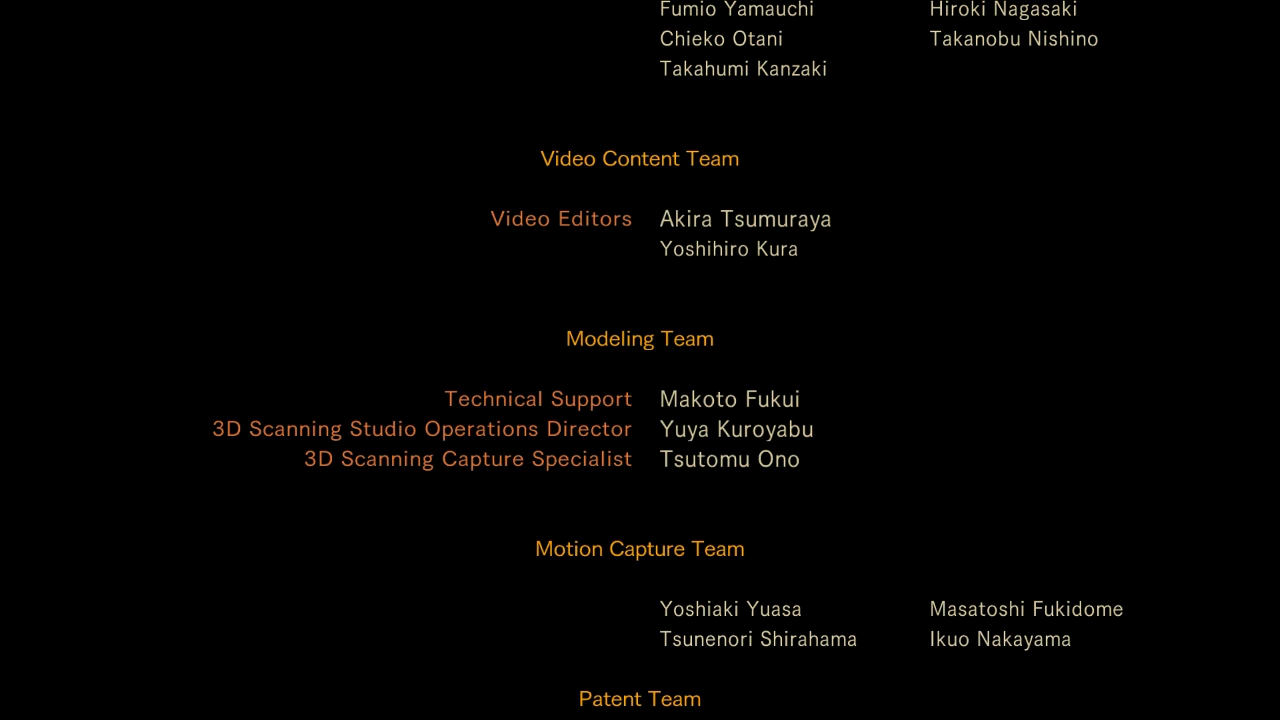 Fumio Yamauchi Hiroki Nagasaki
Chieko Otani Takanobu Nishino
Takahumi Kanzaki
Video Content Team
Video Editors Akira Tsumuraya
Yoshihiro Kura
Modeling Team
Technical Support Makoto Fukui
3D Scanning Studio Operations Director Yuya Kuroyabu
3D Scanning Capture Specialist Tsutomu Ono
Motion Capture Team
Yoshiaki Yuasa Masatoshi Fukidome
Tsunenori Shirahama Ikuo Nakayama
Patent Team